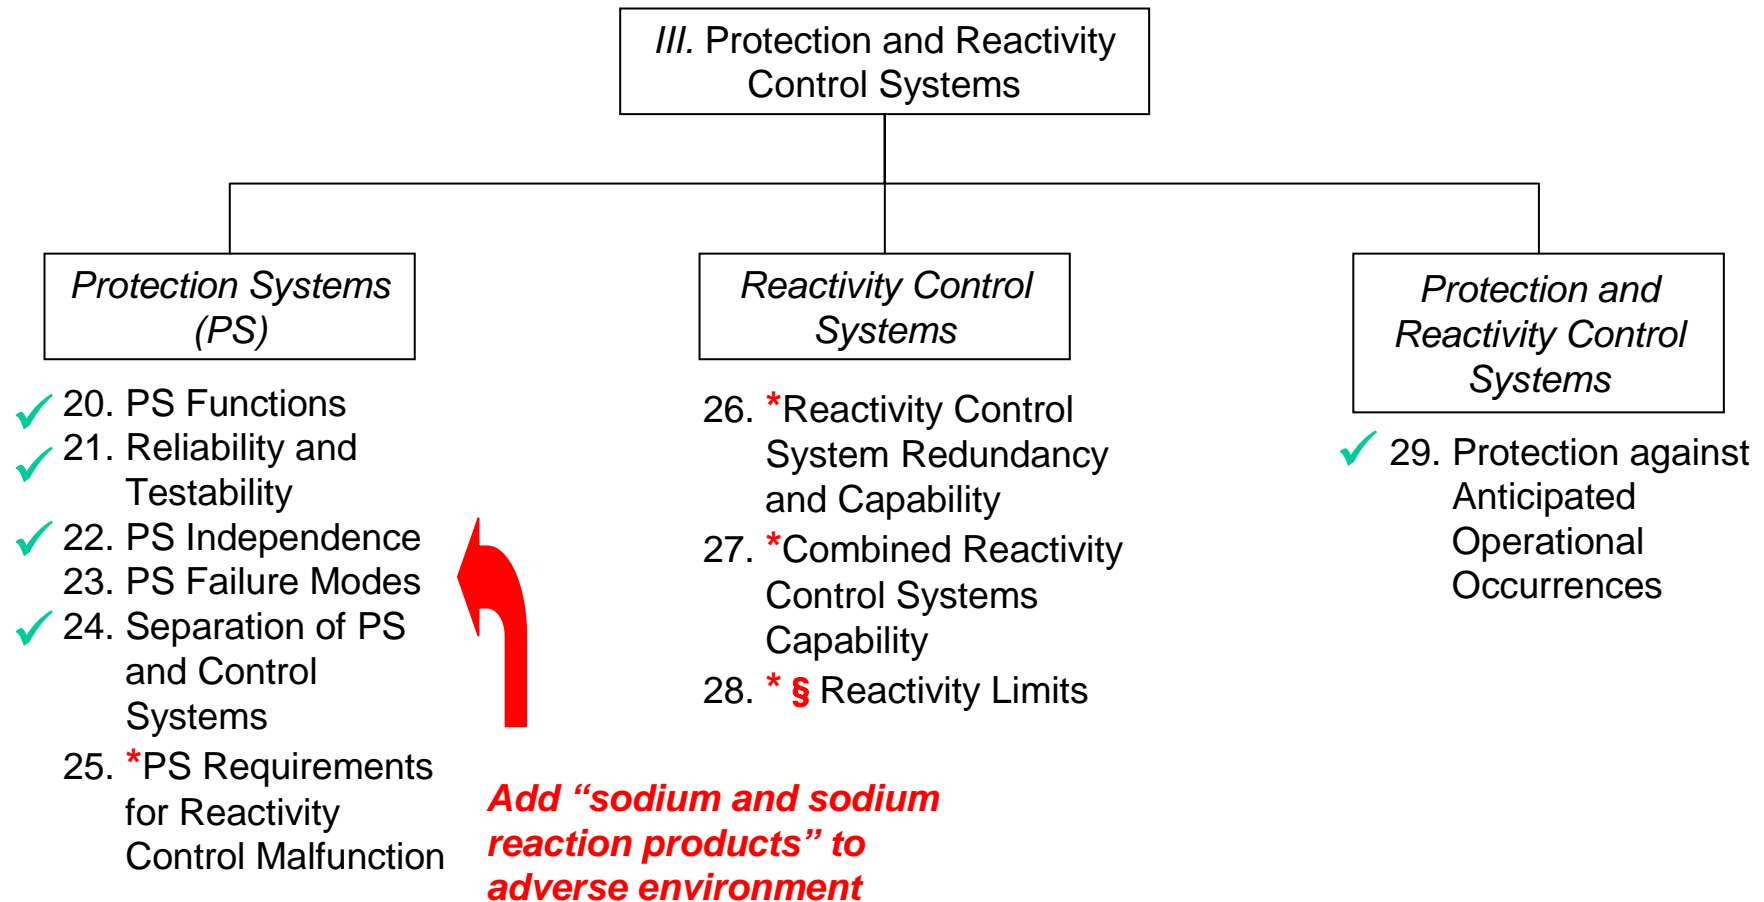 III. Protection and Reactivity
Control Systems
Protection Systems
(PS)
✓ 20. PS Functions
✓ 21. Reliability and
Testability
✓ 22. PS Independence
23. PS Failure Modes
✓ 24. Separation of PS
and Control
Systems
25. *PS Requirements
for Reactivity
Control Malfunction
Add “sodium and sodium
reaction products” to
adverse environment
Reactivity Control
Systems
26. *Reactivity Control
System Redundancy
and Capability
27. *Combined Reactivity
Control Systems
Capability
28. * § Reactivity Limits
Protection and
Reactivity Control
Systems
✓ 29. Protection against
Anticipated
Operational
Occurrences